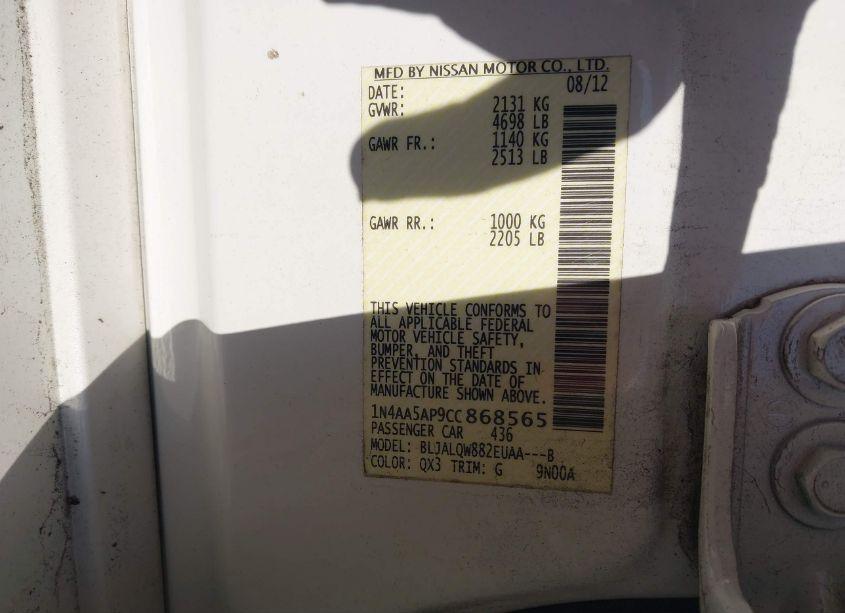 MFD BY NISSAN MOTOR CO., LTD.
DATE: 08/12
GVWR: 2131 KG
4698 LB
GAWR FR.: 1140 KG
2513 LB
GAWR RR.: 1000 KG
2205 LB
THIS VEHICLE CONFORMS TO
ALL APPLICABLE FEDERAL
MOTOR VEHICLE SAFETY,
BUMPER, AND THEFT
PREVENTION STANDARDS IN
EFFECT ON THE DATE OF
MANUFACTURE SHOWN ABOVE.
1N4AA5AP9CC868565
PASSENGER CAR 436
MODEL: BLJALQW882EUAA---B
COLOR: QX3 TRIM: G 9N00A